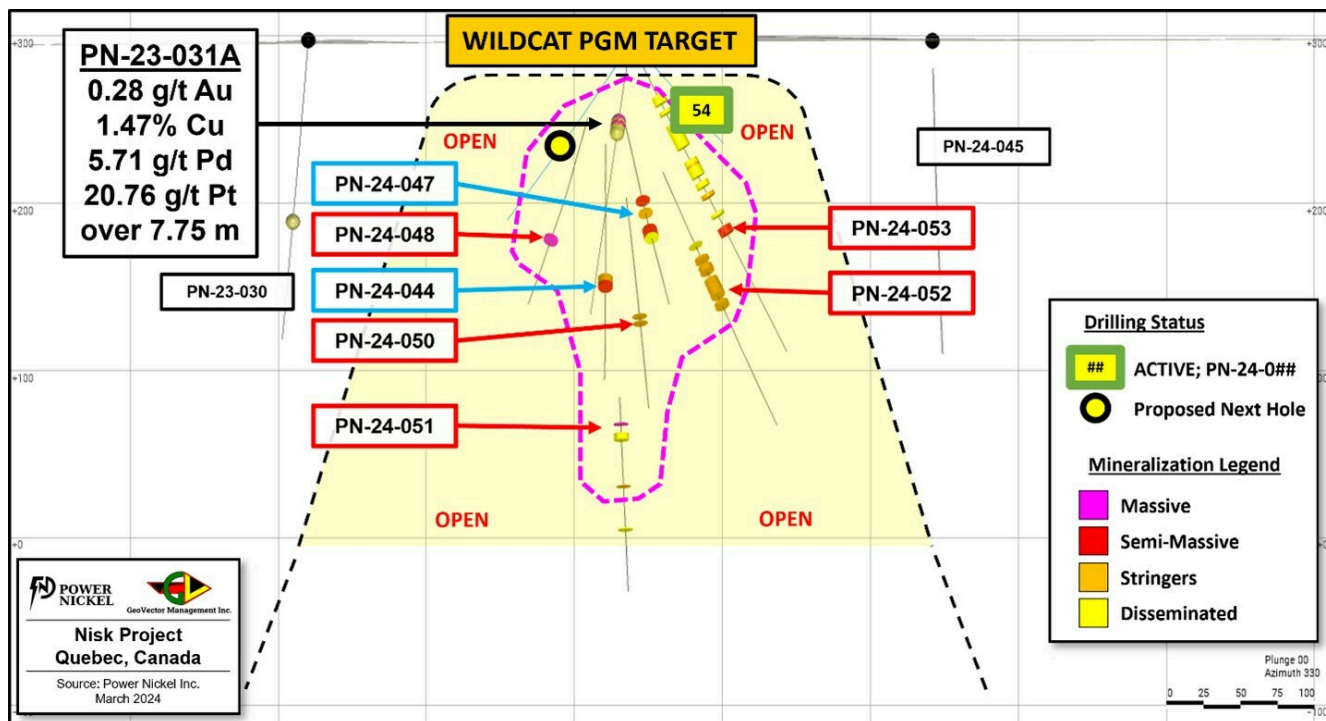 WILDCAT PGM TARGET
+300
+300
PN-23-031A
0.28 g/t Au
1.47% Cu
5.71 g/t Pd
20.76 g/t Pt
over 7.75 m
OPEN
54
OPEN
PN-24-045
PN-24-047
+200
+200
PN-24-048
PN-24-053
PN-23-030
PN-24-044
PN-24-052
PN-24-050
+100
PN-24-051
OPEN
OPEN
+0
Drilling Status
## ACTIVE; PN-24-0##
Proposed Next Hole
Mineralization Legend
Massive
Semi-Massive
Stringers
Disseminated
POWER
NICKEL
GeoVector Management Inc.
Nisk Project
Quebec, Canada
Source: Power Nickel Inc.
March 2024
Plunge 00
Azimuth 330
0 25 50 75 100